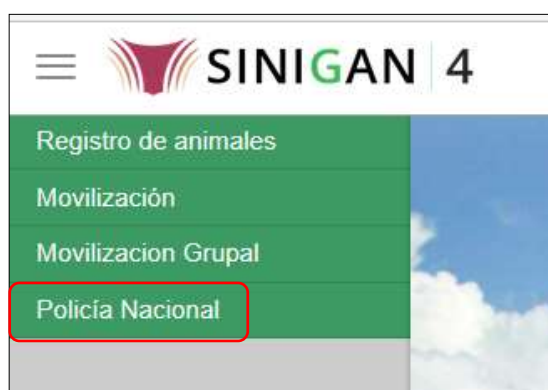 SINIGAN 4
Registro de animales
Movilización
Movilizacion Grupal
Policía Nacional